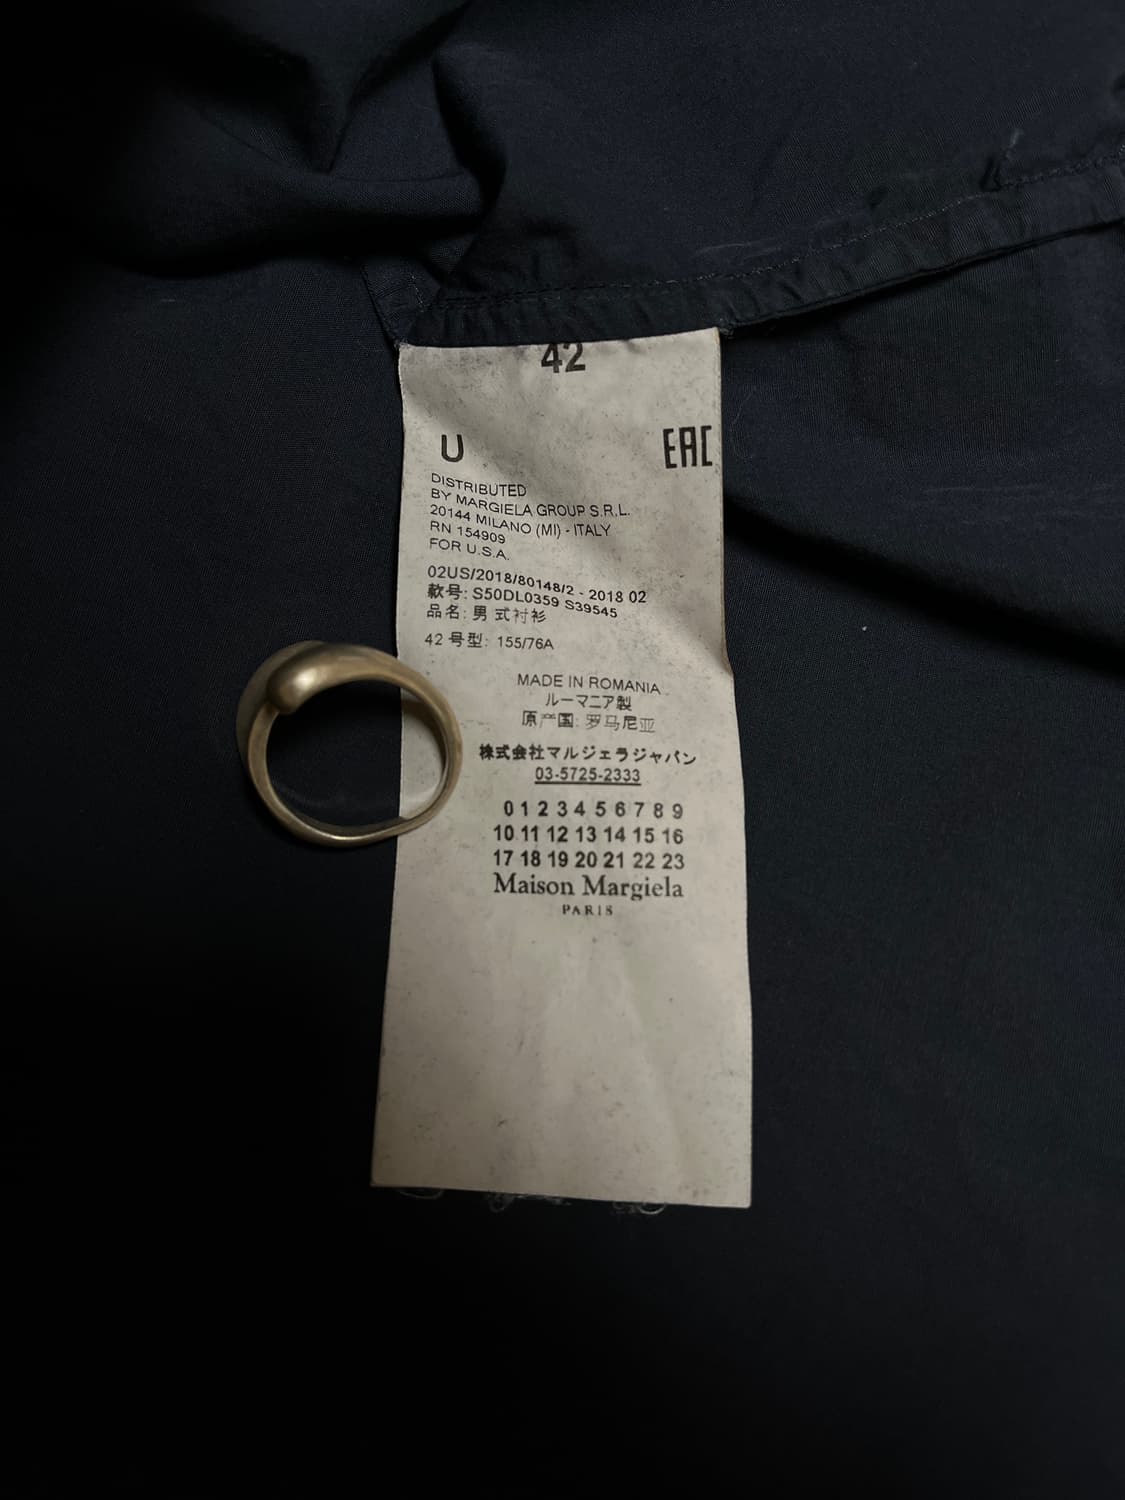 42
U
EAC
DISTRIBUTED
BY MARGIELA GROUP S.R.L.
20144 MILANO (MI) - ITALY
RN 154909
FOR U.S.A.
02US/2018/80148/2 - 2018 02
款号: S50DL0359 S39545
品名: 男 式衬衫
42 号型: 155/76A
MADE IN ROMANIA
ルーマニア製
原产国: 罗马尼亚
株式会社マルジェラジャパン
03-5725-2333
0 1 2 3 4 5 6 7 8 9
10 11 12 13 14 15 16
17 18 19 20 21 22 23
Maison Margiela
PARIS